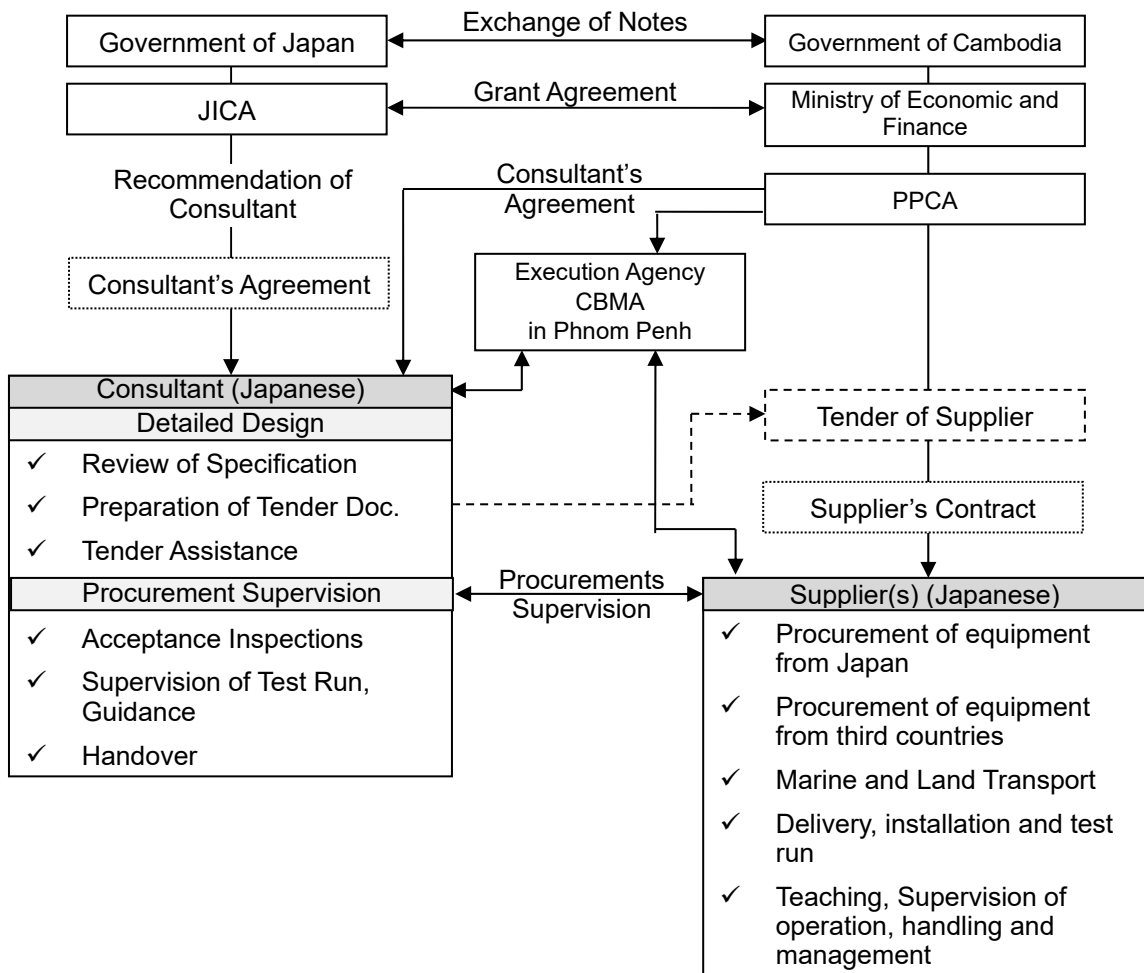 Exchange of Notes
Government of Japan
Government of Cambodia
Grant Agreement
JICA
Ministry of Economic and
Finance
Recommendation of
Consultant
Consultant's
Agreement
PPCA
Execution Agency
CBMA
in Phnom Penh
Consultant's Agreement
Consultant (Japanese)
Detailed Design
✓ Review of Specification
✓ Preparation of Tender Doc.
✓ Tender Assistance
Tender of Supplier
Supplier's Contract
Procurement Supervision
✓ Acceptance Inspections
✓ Supervision of Test Run,
Guidance
✓ Handover
Procurements
Supervision
Supplier(s) (Japanese)
✓ Procurement of equipment
from Japan
✓ Procurement of equipment
from third countries
✓ Marine and Land Transport
✓ Delivery, installation and test
run
✓ Teaching, Supervision of
operation, handling and
management